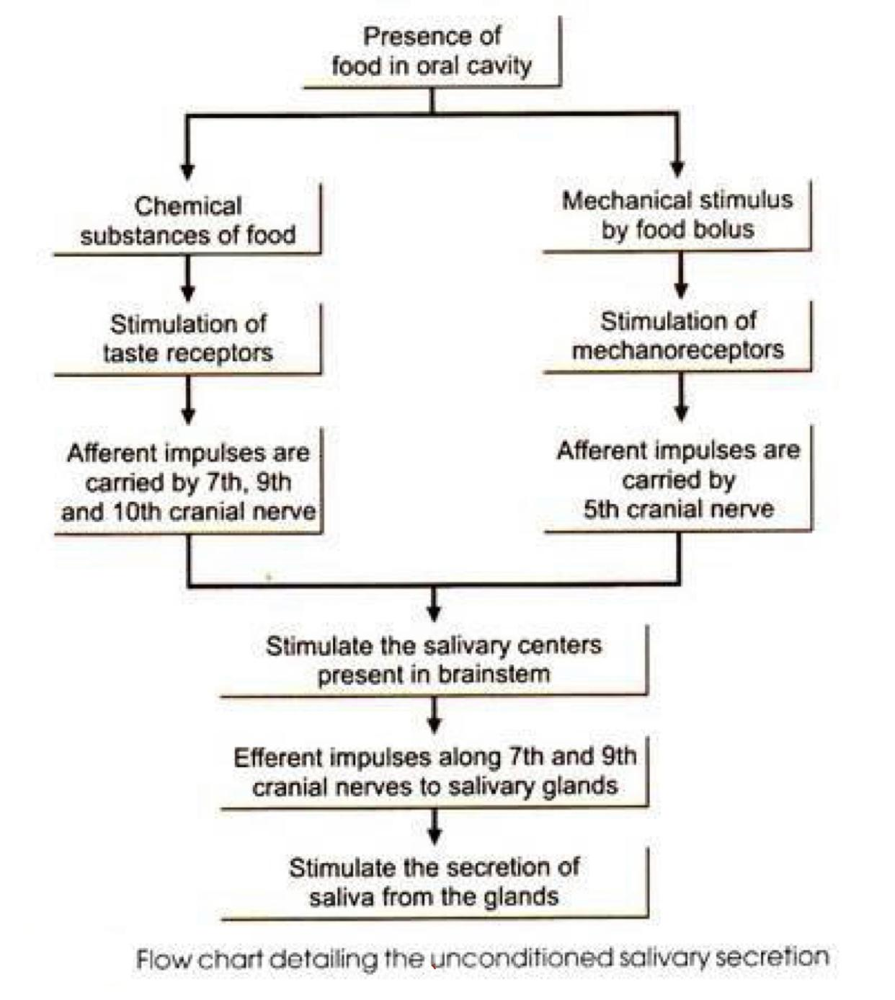 Presence of
food in oral cavity
Chemical
substances of food
Mechanical stimulus
by food bolus
Stimulation of
taste receptors
Stimulation of
mechanoreceptors
Afferent impulses are
carried by 7th, 9th
and 10th cranial nerve
Afferent impulses are
carried by
5th cranial nerve
Stimulate the salivary centers
present in brainstem
Efferent impulses along 7th and 9th
cranial nerves to salivary glands
Stimulate the secretion of
saliva from the glands
Flow chart detailing the unconditioned salivary secretion